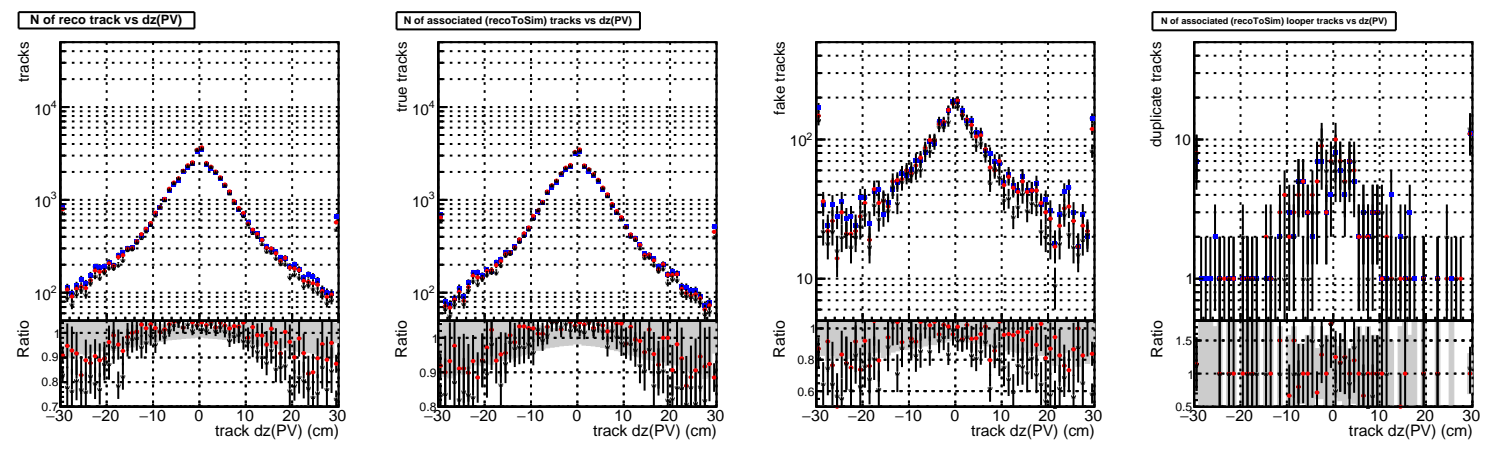 N of reco track vs dz(PV)
tracks
10^4
10^3
10^2
Ratio
1
0.9
0.8
0.7
−30 −20 −10 0 10 20 30
track dz(PV) (cm)
N of associated (recoToSim) tracks vs dz(PV)
true tracks
10^4
10^3
10^2
Ratio
1
0.9
0.8
−30 −20 −10 0 10 20 30
track dz(PV) (cm)
fake tracks
10^2
10
Ratio
1
0.8
0.6
−30 −20 −10 0 10 20 30
track dz(PV) (cm)
N of associated (recoToSim) looper tracks vs dz(PV)
duplicate tracks
10
1
Ratio
1.5
1
0.5
−30 −20 −10 0 10 20 30
track dz(PV) (cm)